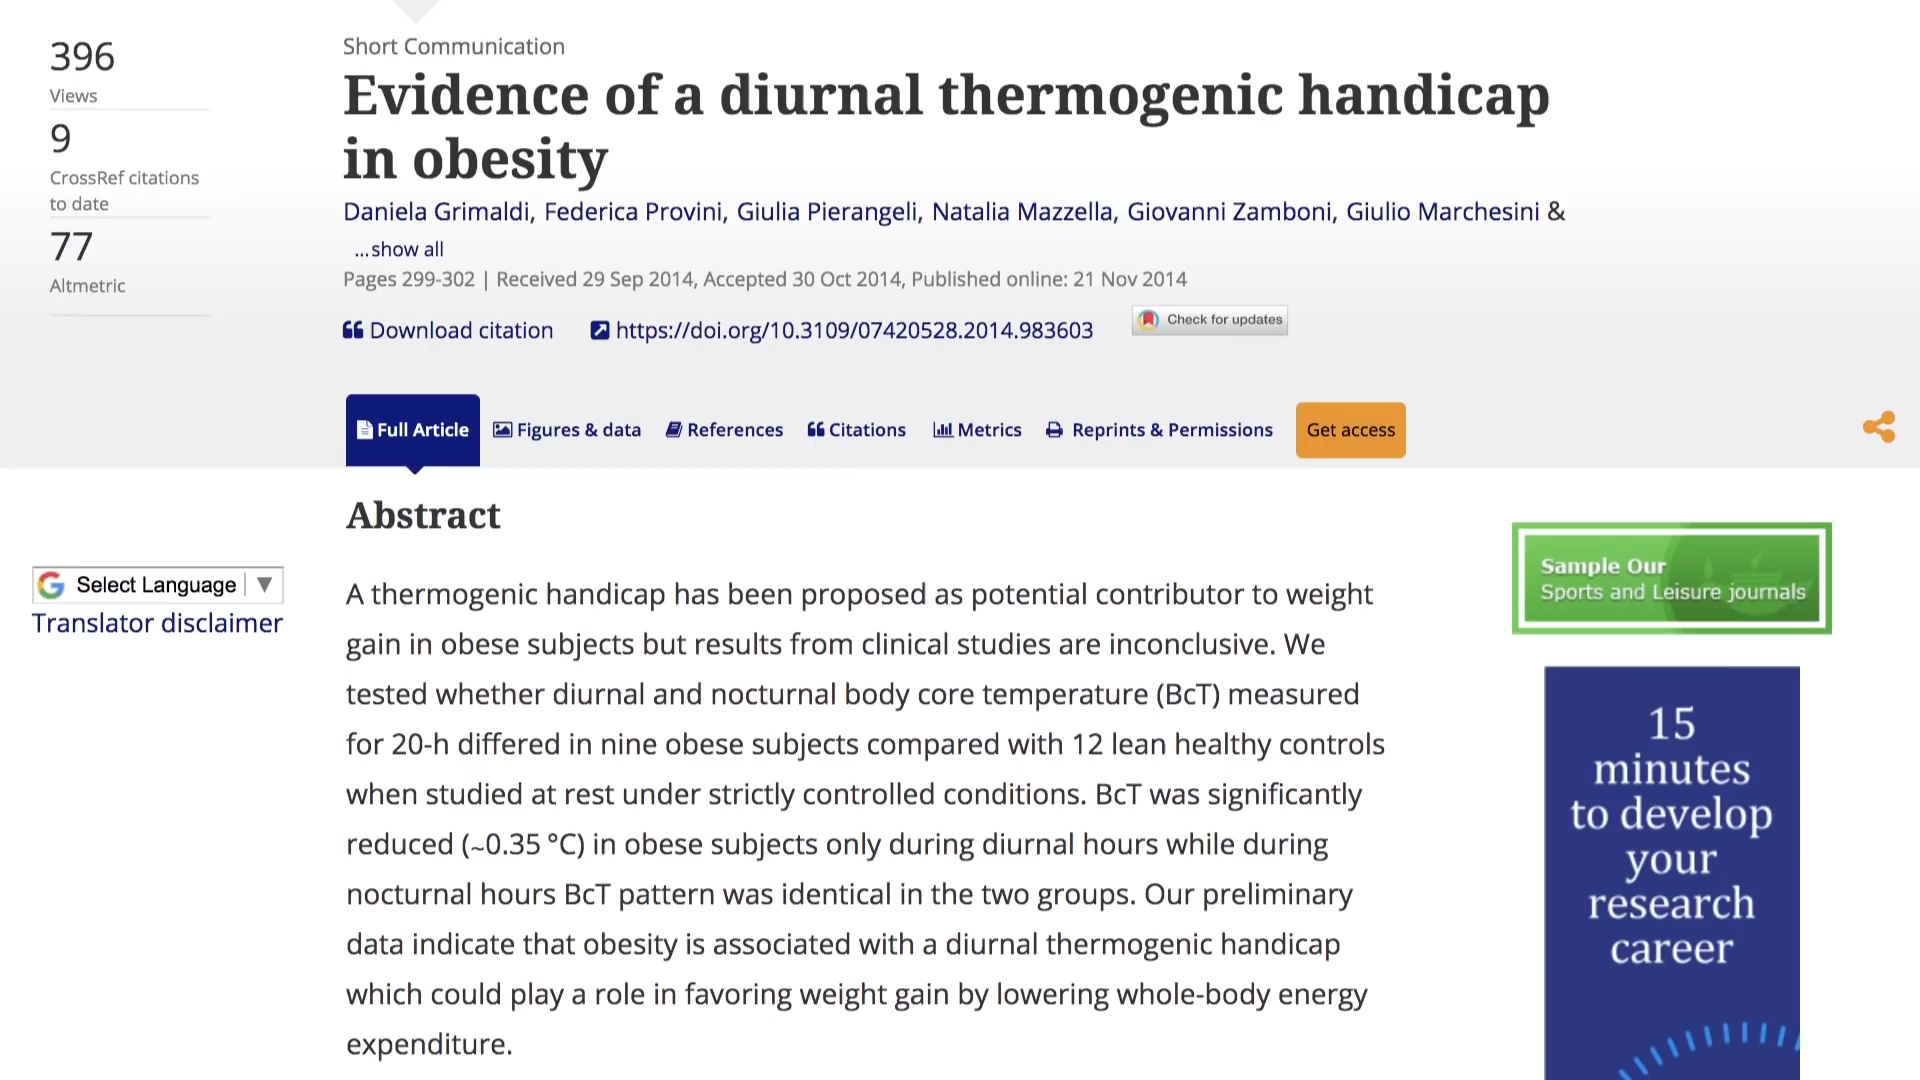 396
Views
9
CrossRef citations
to date
77
Altmetric
Short Communication
Evidence of a diurnal thermogenic handicap
in obesity
Daniela Grimaldi, Federica Provini, Giulia Pierangeli, Natalia Mazzella, Giovanni Zamboni, Giulio Marchesini &
...show all
Pages 299-302 | Received 29 Sep 2014, Accepted 30 Oct 2014, Published online: 21 Nov 2014
Download citation https://doi.org/10.3109/07420528.2014.983603 Check for updates
Full Article Figures & data References Citations Metrics Reprints & Permissions Get access
Select Language ▼
Translator disclaimer
Abstract
A thermogenic handicap has been proposed as potential contributor to weight
gain in obese subjects but results from clinical studies are inconclusive. We
tested whether diurnal and nocturnal body core temperature (BcT) measured
for 20-h differed in nine obese subjects compared with 12 lean healthy controls
when studied at rest under strictly controlled conditions. BcT was significantly
reduced (~0.35 °C) in obese subjects only during diurnal hours while during
nocturnal hours BcT pattern was identical in the two groups. Our preliminary
data indicate that obesity is associated with a diurnal thermogenic handicap
which could play a role in favoring weight gain by lowering whole-body energy
expenditure.
Sample Our
Sports and Leisure journals
15
minutes
to develop
your
research
career